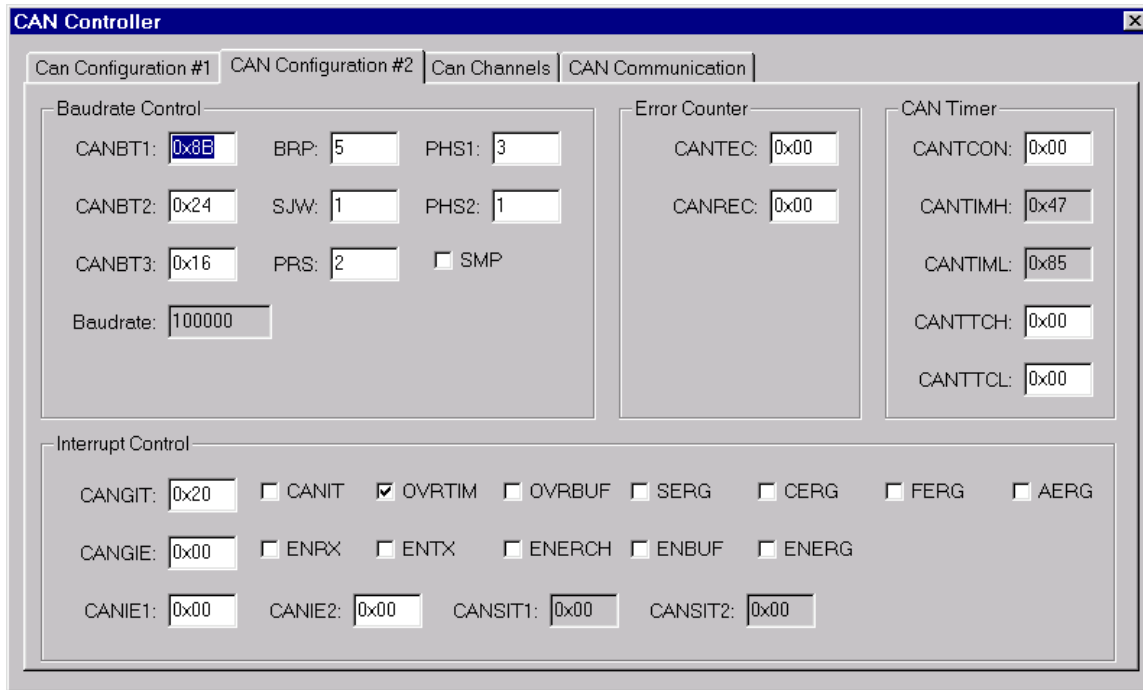 CAN Controller
Can Configuration #1 CAN Configuration #2 Can Channels CAN Communication
Baudrate Control
CANBT1: 0x8B BRP: 5 PHS1: 3
CANBT2: 0x24 SJW: 1 PHS2: 1
CANBT3: 0x16 PRS: 2 SMP
Baudrate: 100000
Error Counter
CANTEC: 0x00
CANREC: 0x00
CAN Timer
CANTCON: 0x00
CANTIMH: 0x47
CANTIML: 0x85
CANTTCH: 0x00
CANTTCL: 0x00
Interrupt Control
CANGIT: 0x20 CANIT OVRTIM OVRBUF SERG CERG FERG AERG
CANGIE: 0x00 ENRX ENTX ENERCH ENBUF ENERG
CANIE1: 0x00 CANIE2: 0x00 CANSIT1: 0x00 CANSIT2: 0x00